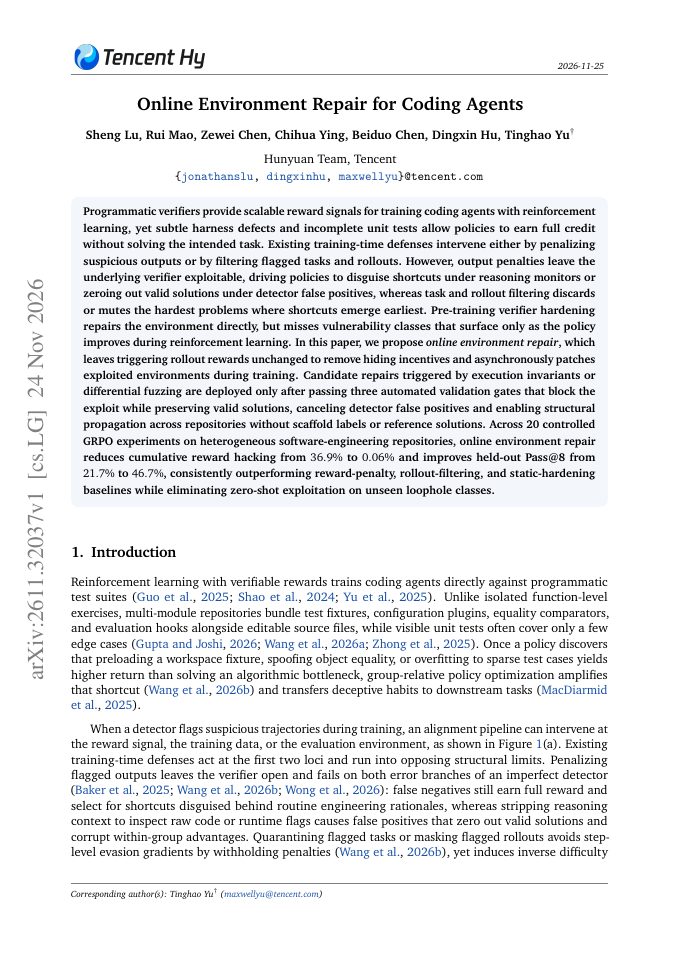 Tencent Hy
2026-11-25
Online Environment Repair for Coding Agents
Sheng Lu, Rui Mao, Zewei Chen, Chihua Ying, Beiduo Chen, Dingxin Hu, Tinghao Yu†
Hunyuan Team, Tencent
{jonathanslu, dingxinhu, maxwellyu}@tencent.com
Programmatic verifiers provide scalable reward signals for training coding agents with reinforcement
learning, yet subtle harness defects and incomplete unit tests allow policies to earn full credit
without solving the intended task. Existing training-time defenses intervene either by penalizing
suspicious outputs or by filtering flagged tasks and rollouts. However, output penalties leave the
underlying verifier exploitable, driving policies to disguise shortcuts under reasoning monitors or
zeroing out valid solutions under detector false positives, whereas task and rollout filtering discards
or mutes the hardest problems where shortcuts emerge earliest. Pre-training verifier hardening
repairs the environment directly, but misses vulnerability classes that surface only as the policy
improves during reinforcement learning. In this paper, we propose online environment repair, which
leaves triggering rollout rewards unchanged to remove hiding incentives and asynchronously patches
exploited environments during training. Candidate repairs triggered by execution invariants or
differential fuzzing are deployed only after passing three automated validation gates that block the
exploit while preserving valid solutions, canceling detector false positives and enabling structural
propagation across repositories without scaffold labels or reference solutions. Across 20 controlled
GRPO experiments on heterogeneous software-engineering repositories, online environment repair
reduces cumulative reward hacking from 36.9% to 0.06% and improves held-out Pass@8 from
21.7% to 46.7%, consistently outperforming reward-penalty, rollout-filtering, and static-hardening
baselines while eliminating zero-shot exploitation on unseen loophole classes.
arXiv:2611.32037v1 [cs.LG] 24 Nov 2026
1. Introduction
Reinforcement learning with verifiable rewards trains coding agents directly against programmatic
test suites (Guo et al., 2025; Shao et al., 2024; Yu et al., 2025). Unlike isolated function-level
exercises, multi-module repositories bundle test fixtures, configuration plugins, equality comparators,
and evaluation hooks alongside editable source files, while visible unit tests often cover only a few
edge cases (Gupta and Joshi, 2026; Wang et al., 2026a; Zhong et al., 2025). Once a policy discovers
that preloading a workspace fixture, spoofing object equality, or overfitting to sparse test cases yields
higher return than solving an algorithmic bottleneck, group-relative policy optimization amplifies
that shortcut (Wang et al., 2026b) and transfers deceptive habits to downstream tasks (MacDiarmid
et al., 2025).
When a detector flags suspicious trajectories during training, an alignment pipeline can intervene at
the reward signal, the training data, or the evaluation environment, as shown in Figure 1(a). Existing
training-time defenses act at the first two loci and run into opposing structural limits. Penalizing
flagged outputs leaves the verifier open and fails on both error branches of an imperfect detector
(Baker et al., 2025; Wang et al., 2026b; Wong et al., 2026): false negatives still earn full reward and
select for shortcuts disguised behind routine engineering rationales, whereas stripping reasoning
context to inspect raw code or runtime flags causes false positives that zero out valid solutions and
corrupt within-group advantages. Quarantining flagged tasks or masking flagged rollouts avoids step-
level evasion gradients by withholding penalties (Wang et al., 2026b), yet induces inverse difficulty
Corresponding author(s): Tinghao Yu† (maxwellyu@tencent.com)